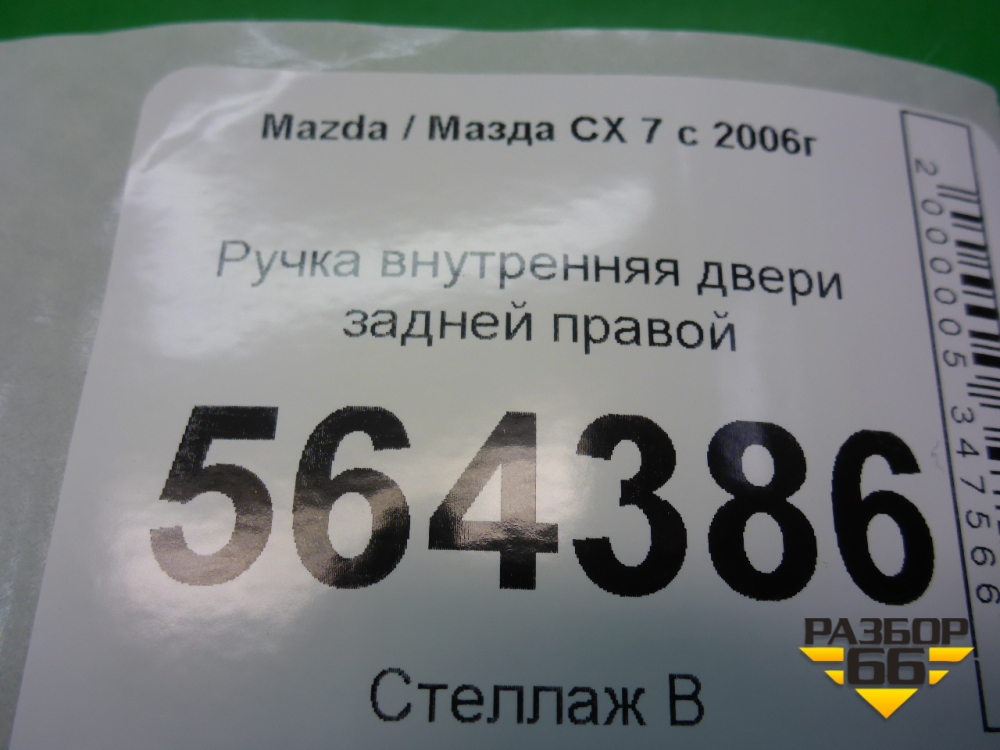 Mazda / Мазда CX 7 с 2006г
Ручка внутренняя двери
задней правой
564386
Стеллаж В
2000005347566
РАЗБОР
66